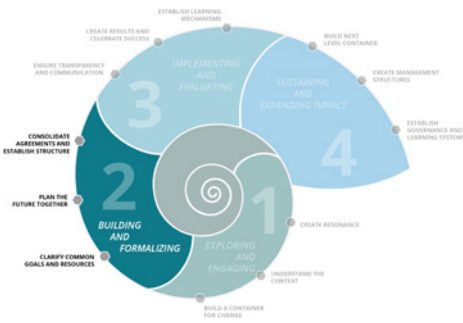 ESTABLISH LEARNING
MECHANISMS
CREATE RESULTS AND
CELEBRATE SUCCESS
BUILD NEXT
LEVEL CONTAINER
ENSURE TRANSPARENCY
AND COMMUNICATION
IMPLEMENTING
AND
EVALUATING
3
SUSTAINING
AND
EXPANDING IMPACT
4
CREATE MANAGEMENT
STRUCTURES
ESTABLISH
GOVERNANCE AND
LEARNING SYSTEMS
CONSOLIDATE
AGREEMENTS AND
ESTABLISH STRUCTURE
2
PLAN THE
FUTURE TOGETHER
BUILDING
AND
FORMALIZING
CLARIFY COMMON
GOALS AND RESOURCES
1
EXPLORING
AND
ENGAGING
CREATE RESONANCE
UNDERSTAND THE
CONTEXT
BUILD A CONTAINER
FOR CHANGE